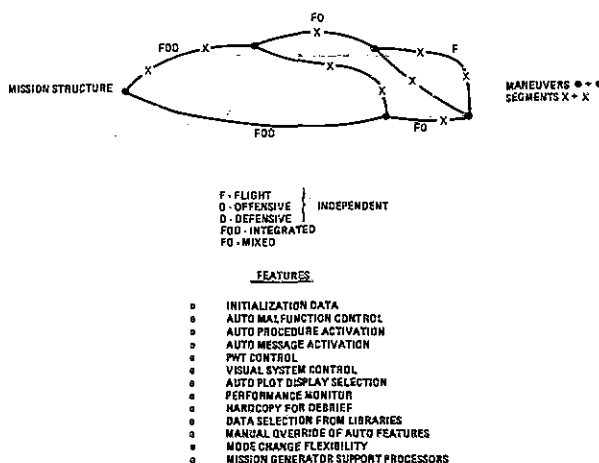 FO
FOD
X
X
X
X
F
X
X
X
MISSION STRUCTURE
MANEUVERS ● + ●
SEGMENTS X + X
X
FOD
FO
F - FLIGHT
O - OFFENSIVE
D - DEFENSIVE
INDEPENDENT
FOD - INTEGRATED
FO - MIXED
FEATURES
INITIALIZATION DATA
AUTO MALFUNCTION CONTROL
AUTO PROCEDURE ACTIVATION
AUTO MESSAGE ACTIVATION
PWT CONTROL
VISUAL SYSTEM CONTROL
AUTO PLOT DISPLAY SELECTION
PERFORMANCE MONITOR
HARDCOPY FOR DEBRIEF
DATA SELECTION FROM LIBRARIES
MANUAL OVERRIDE OF AUTO FEATURES
MODE CHANGE FLEXIBILITY
MISSION GENERATOR SUPPORT PROCESSORS